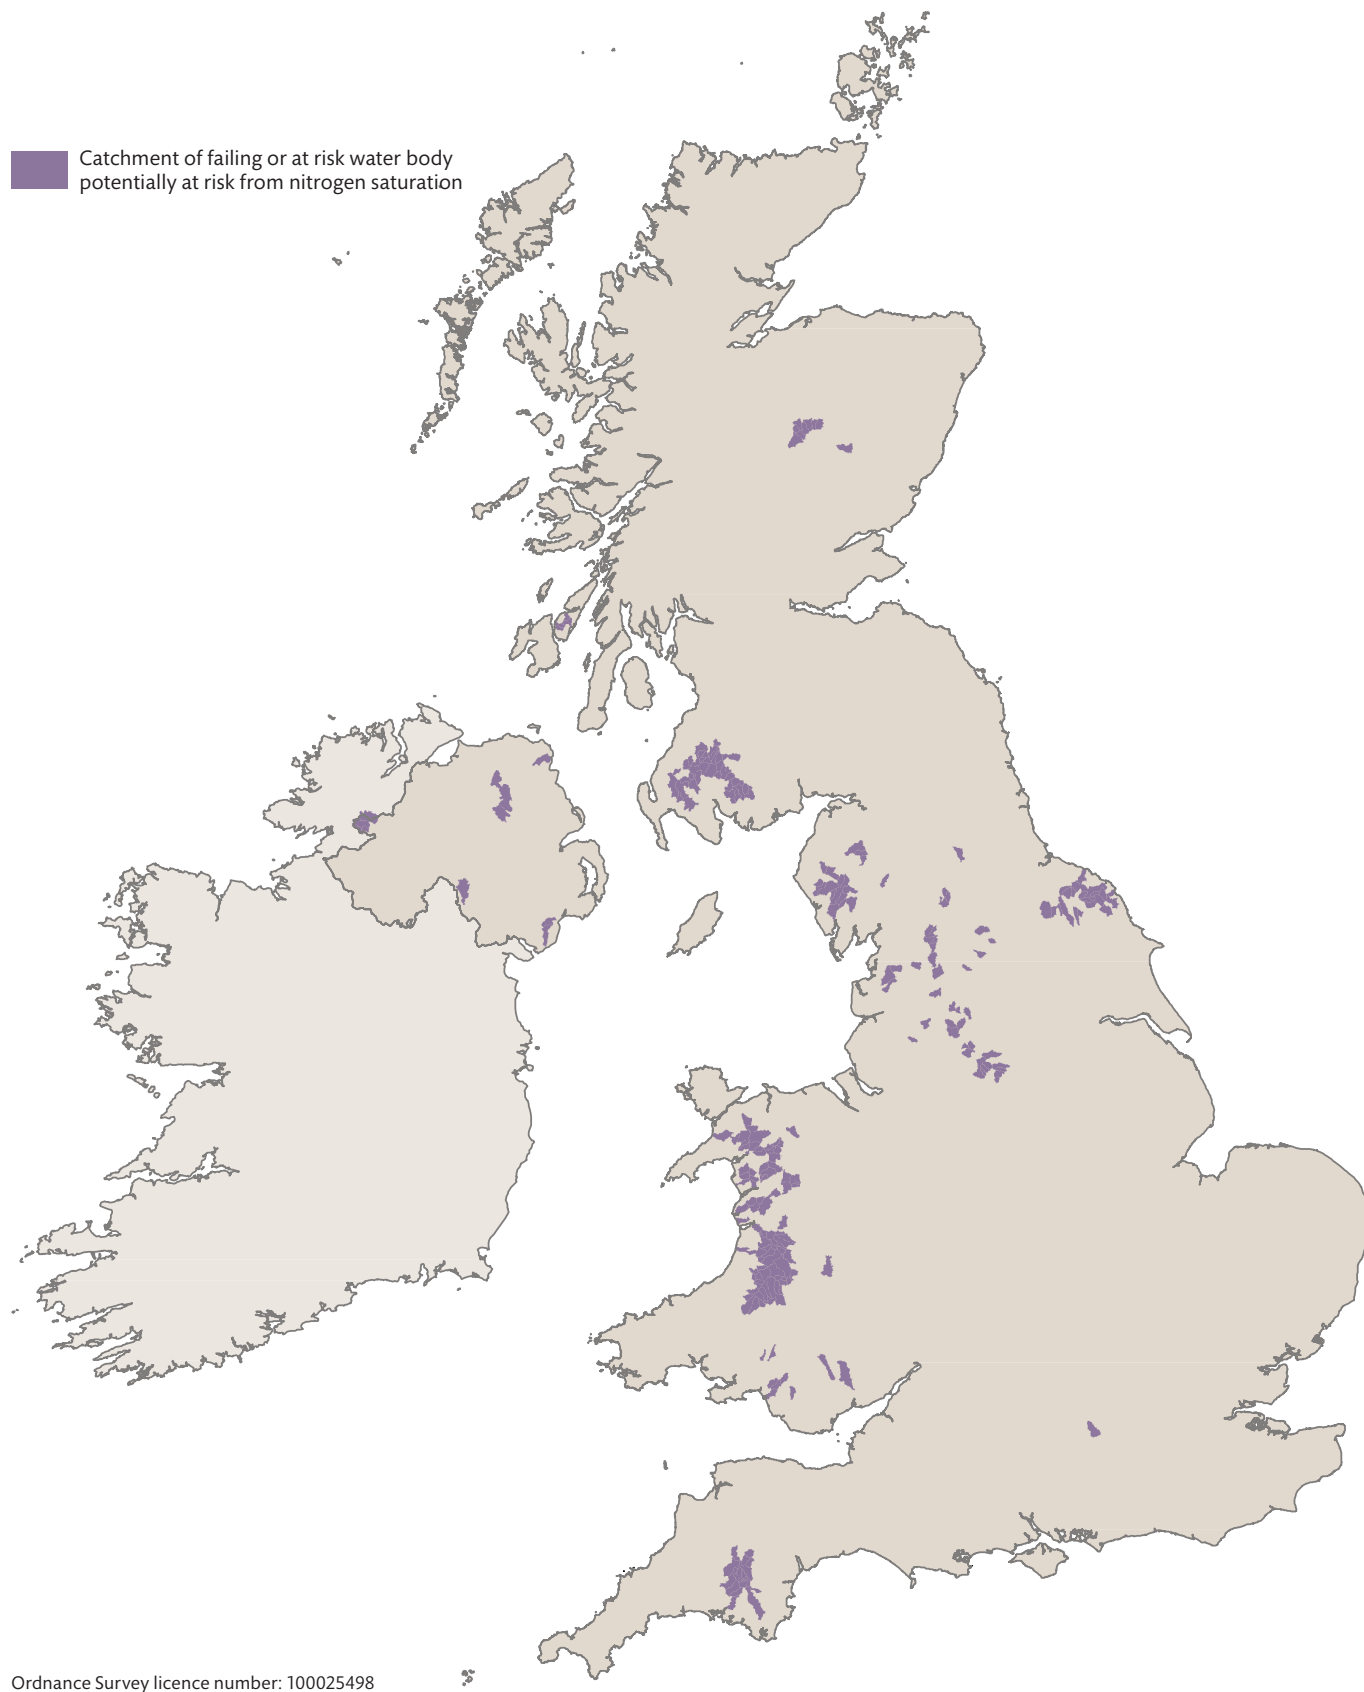 Catchment of failing or at risk water body
potentially at risk from nitrogen saturation
Ordnance Survey licence number: 100025498